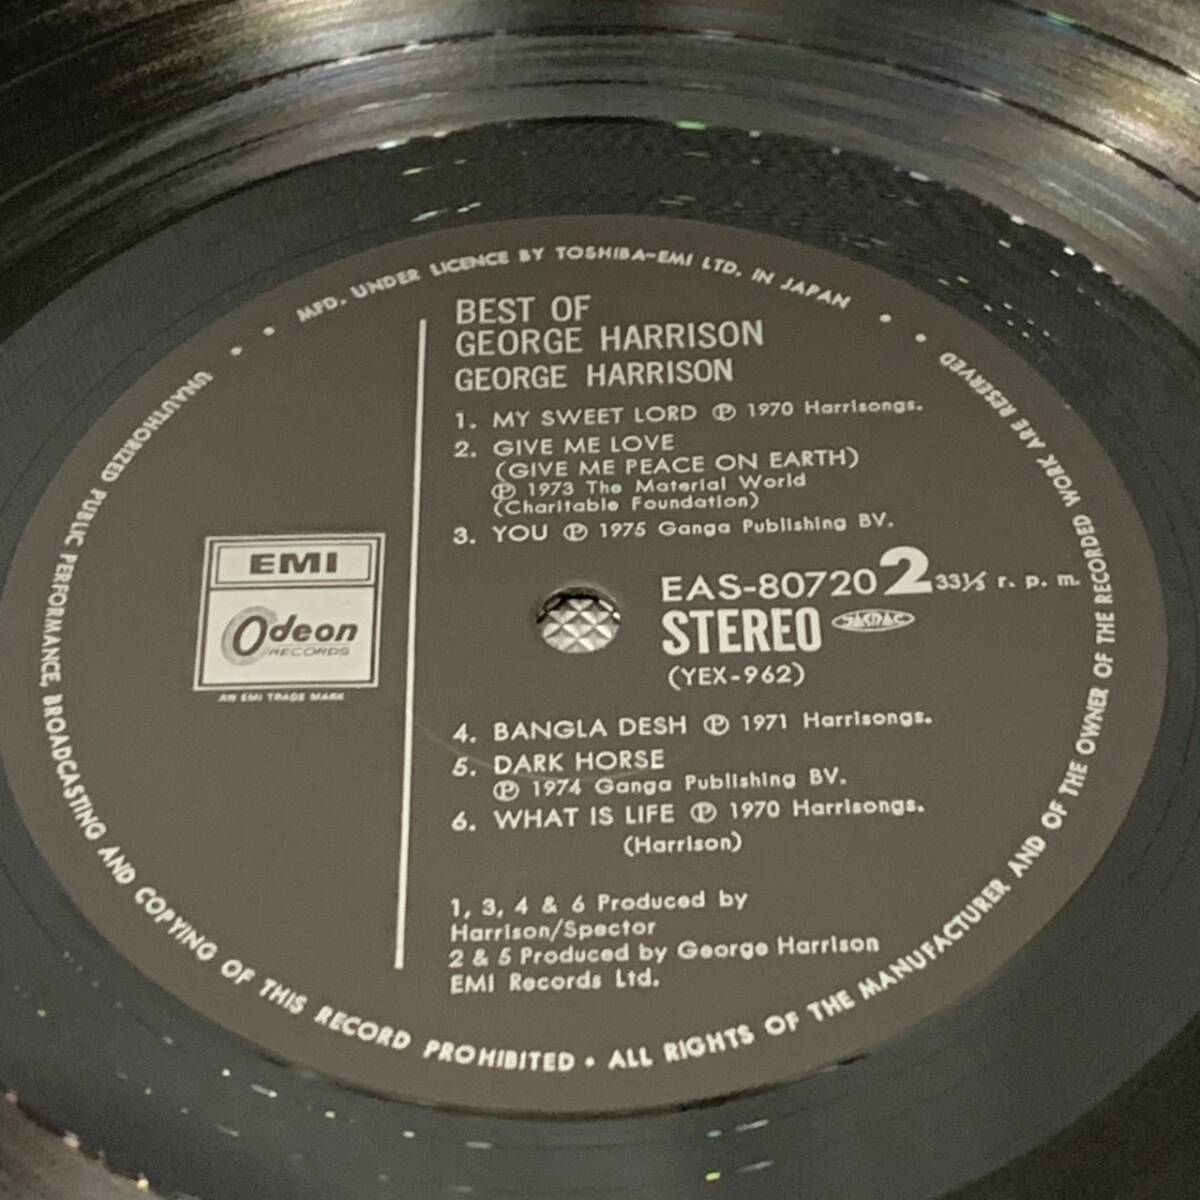 MFD. UNDER LICENCE BY TOSHIBA-EMI LTD. IN JAPAN
BEST OF
GEORGE HARRISON
GEORGE HARRISON
1. MY SWEET LORD Ⓟ 1970 Harrisongs.
2. GIVE ME LOVE
(GIVE ME PEACE ON EARTH)
Ⓟ 1973 The Material World
(Charitable Foundation)
3. YOU Ⓟ 1975 Ganga Publishing BV.
EMI
Odeon
RECORDS
AN EMI TRADE MARK
EAS-80720 2 33⅓ r. p. m.
STEREO JASRAC
(YEX-962)
4. BANGLA DESH Ⓟ 1971 Harrisongs.
5. DARK HORSE
Ⓟ 1974 Ganga Publishing BV.
6. WHAT IS LIFE Ⓟ 1970 Harrisongs.
(Harrison)
1, 3, 4 & 6 Produced by
Harrison/Spector
2 & 5 Produced by George Harrison
EMI Records Ltd.
UNAUTHORIZED PUBLIC PERFORMANCE, BROADCASTING AND COPYING OF THIS RECORD PROHIBITED • ALL RIGHTS OF THE MANUFACTURER AND OF THE OWNER OF THE RECORDED WORK ARE RESERVED